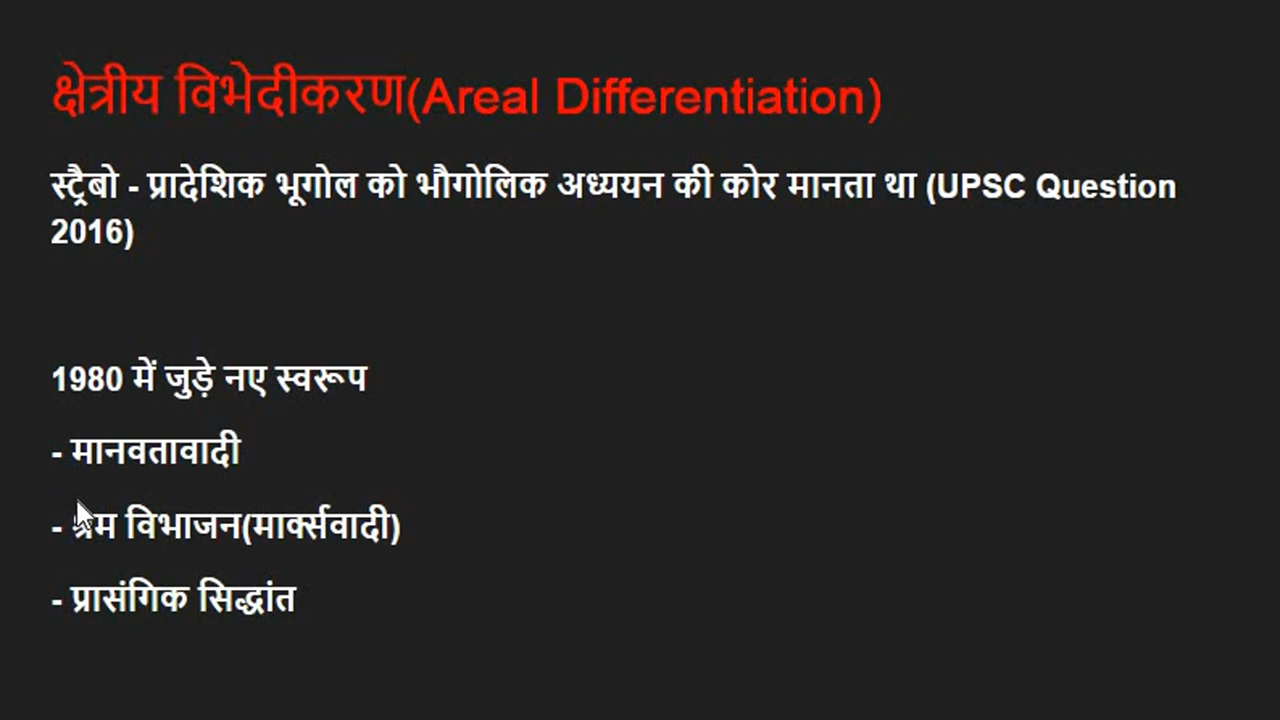 क्षेत्रीय विभेदीकरण(Areal Differentiation)
स्ट्रैबो - प्रादेशिक भूगोल को भौगोलिक अध्ययन की कोर मानता था (UPSC Question
2016)
1980 में जुड़े नए स्वरूप
- मानवतावादी
- श्रम विभाजन(मार्क्सवादी)
- प्रासंगिक सिद्धांत